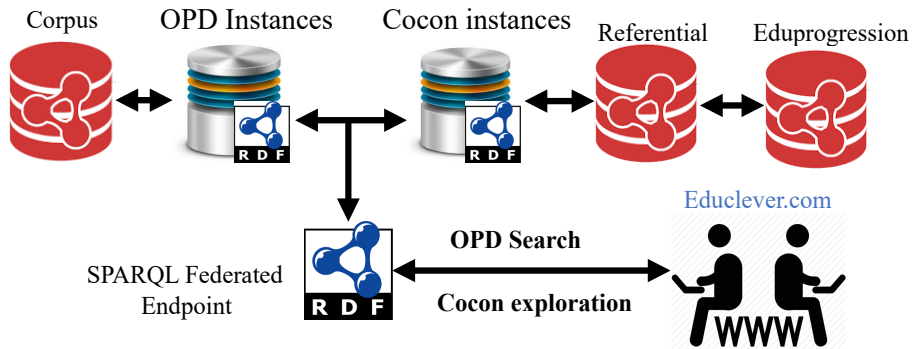 Corpus
OPD Instances
Cocon instances
Referential
Eduprogression
RDF
RDF
Educlever.com
OPD Search
SPARQL Federated
Endpoint
RDF
Cocon exploration
WWW